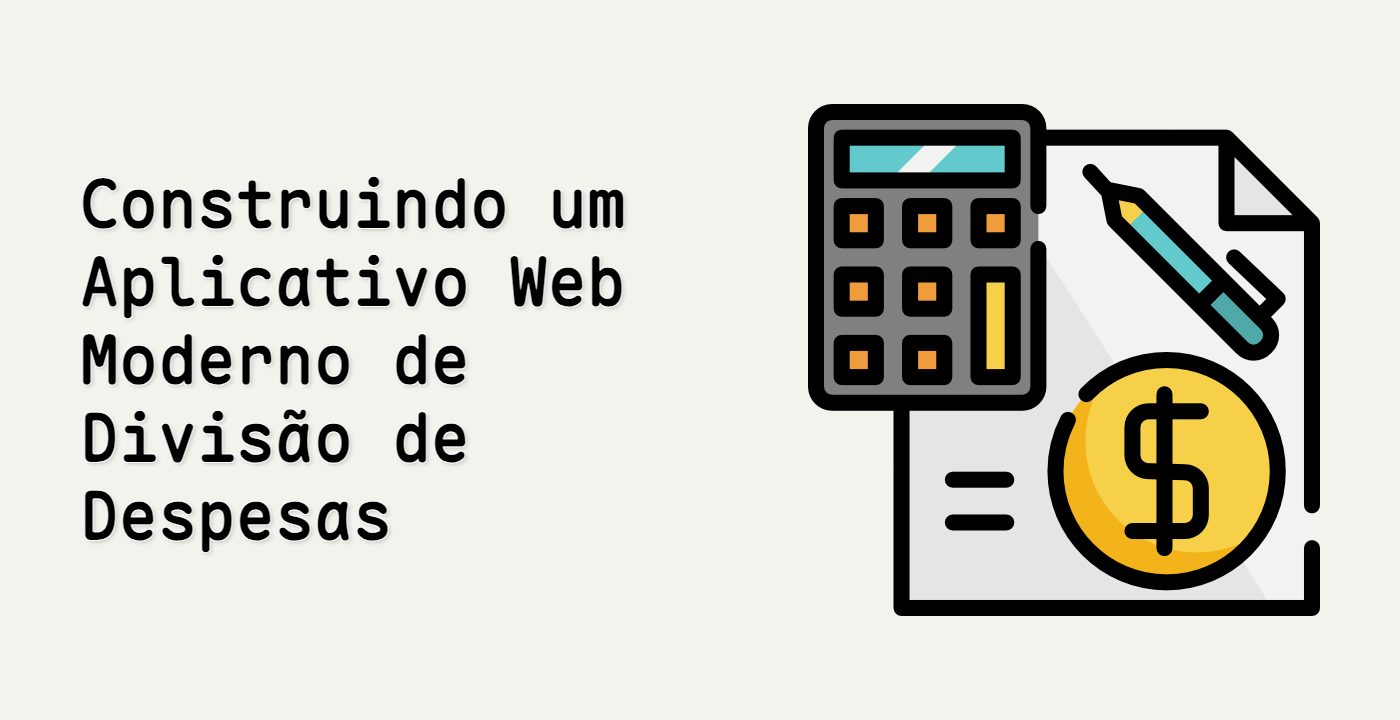 Construindo um
Aplicativo Web
Moderno de
Divisão de
Despesas
$